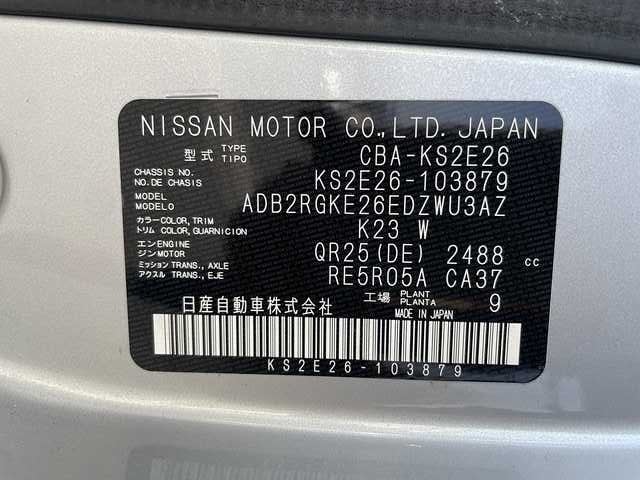 NISSAN MOTOR CO.,LTD. JAPAN
型式 TYPE TIPO CBA-KS2E26
CHASSIS NO. NO. DE CHASIS KS2E26-103879
MODEL MODELO ADB2RGKE26EDZWU3AZ
カラー COLOR, TRIM トリム COLOR, GUARNICION K23 W
エンジン ENGINE MOTOR QR25(DE) 2488 cc
ミッション TRANS., AXLE アクスル TRANS., EJE RE5R05A CA37
日産自動車株式会社 工場 PLANT PLANTA 9
MADE IN JAPAN
KS2E26-103879